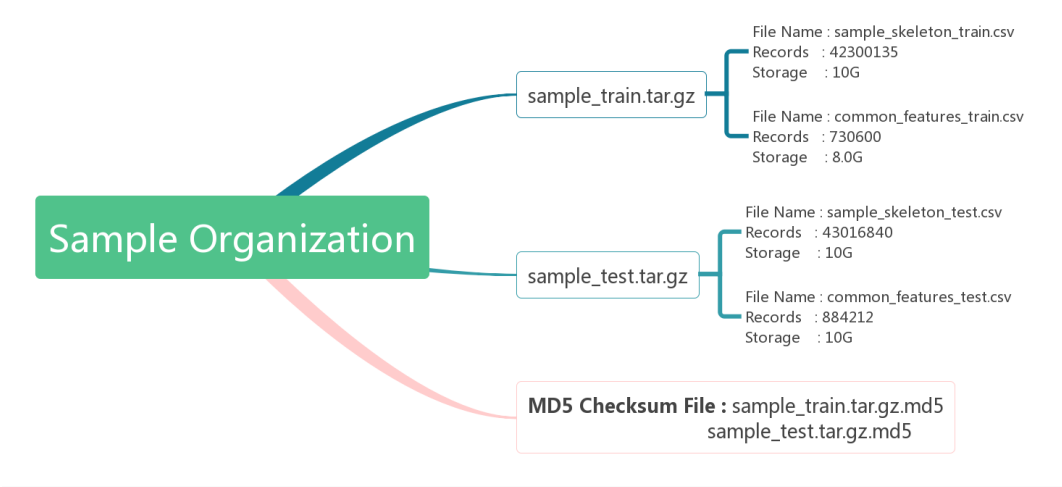 Sample Organization
sample_train.tar.gz
File Name : sample_skeleton_train.csv
Records : 42300135
Storage : 10G
File Name : common_features_train.csv
Records : 730600
Storage : 8.0G
sample_test.tar.gz
File Name : sample_skeleton_test.csv
Records : 43016840
Storage : 10G
File Name : common_features_test.csv
Records : 884212
Storage : 10G
MD5 Checksum File : sample_train.tar.gz.md5
sample_test.tar.gz.md5